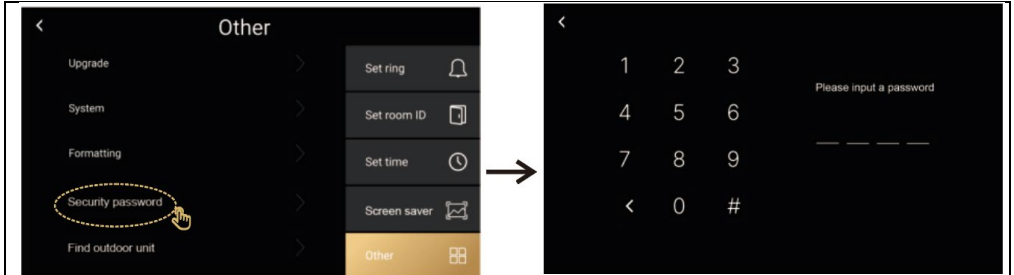 <
Other
Upgrade
System
Formatting
Security password
Find outdoor unit
Set ring
Set room ID
Set time
Screen saver
Other
<
1 2 3
4 5 6
7 8 9
< 0 #
Please input a password